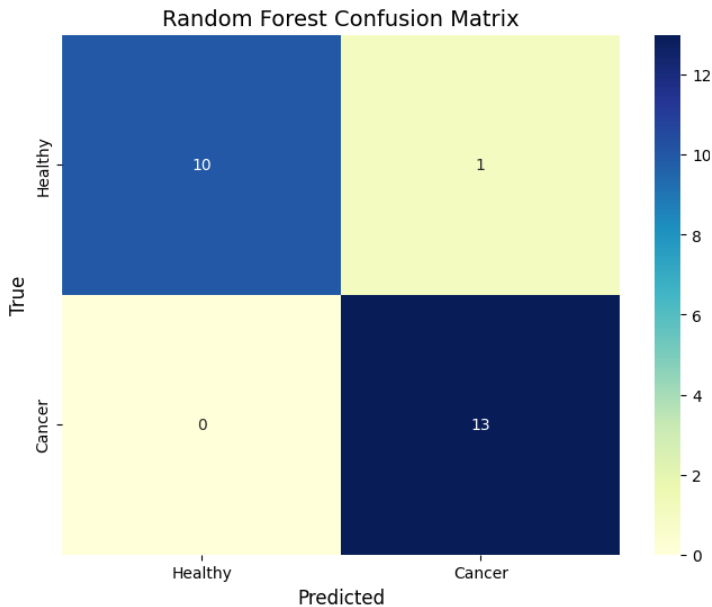 Random Forest Confusion Matrix
Healthy
Cancer
True
10
1
0
13
Healthy
Cancer
Predicted
12
10
8
6
4
2
0